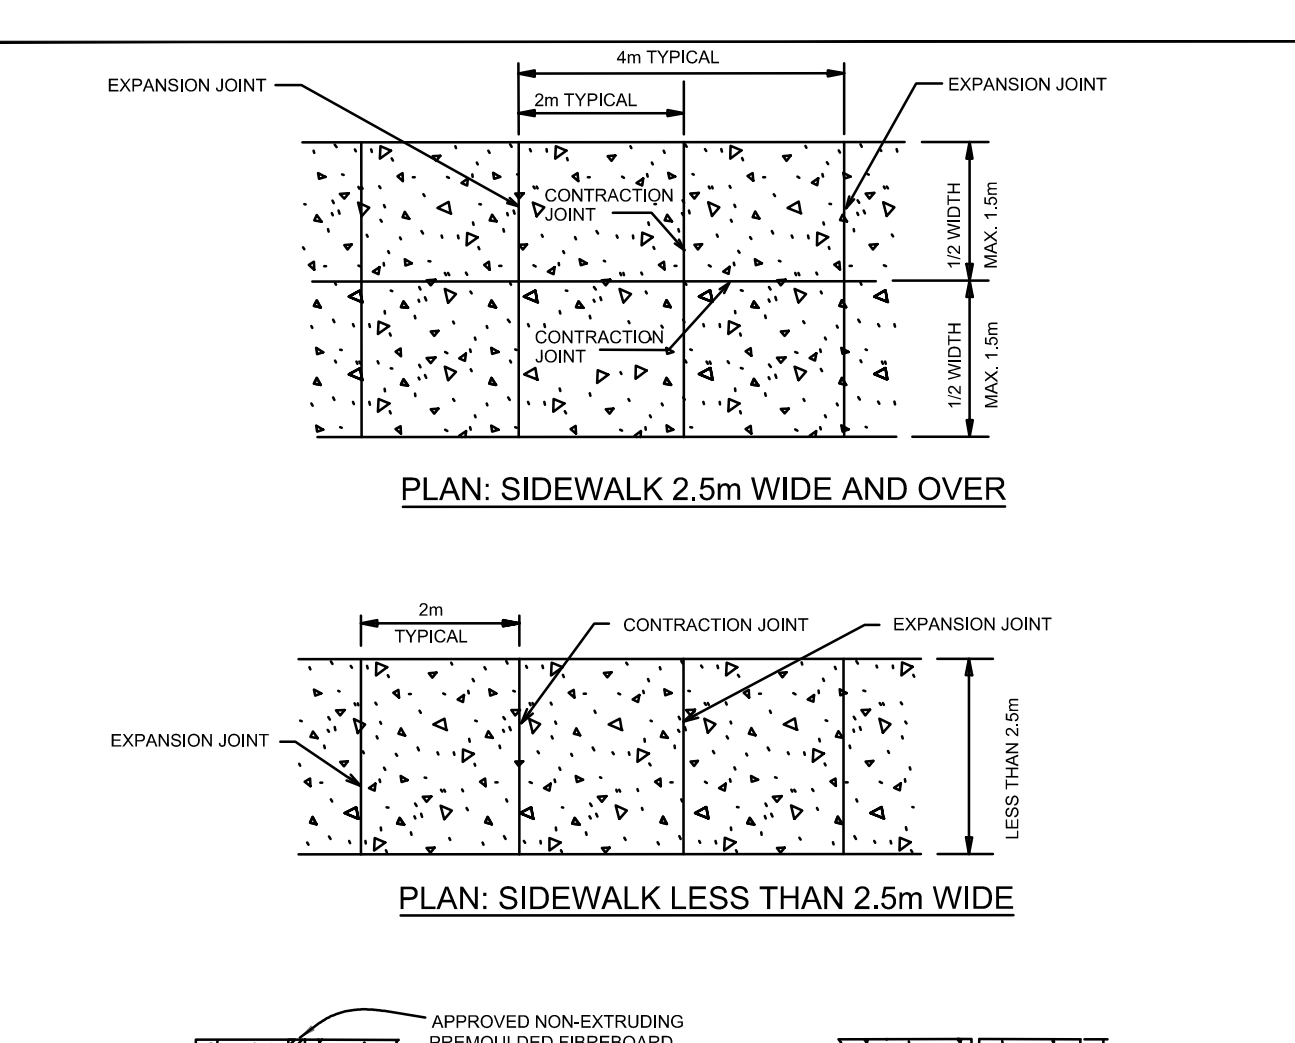 4m TYPICAL
EXPANSION JOINT
EXPANSION JOINT
2m TYPICAL
CONTRACTION
JOINT
1/2 WIDTH
MAX. 1.5m
CONTRACTION
JOINT
1/2 WIDTH
MAX. 1.5m
PLAN: SIDEWALK 2.5m WIDE AND OVER
2m
TYPICAL
CONTRACTION JOINT
EXPANSION JOINT
EXPANSION JOINT
LESS THAN 2.5m
PLAN: SIDEWALK LESS THAN 2.5m WIDE
APPROVED NON-EXTRUDING
PREMOULDED FIBREBOARD